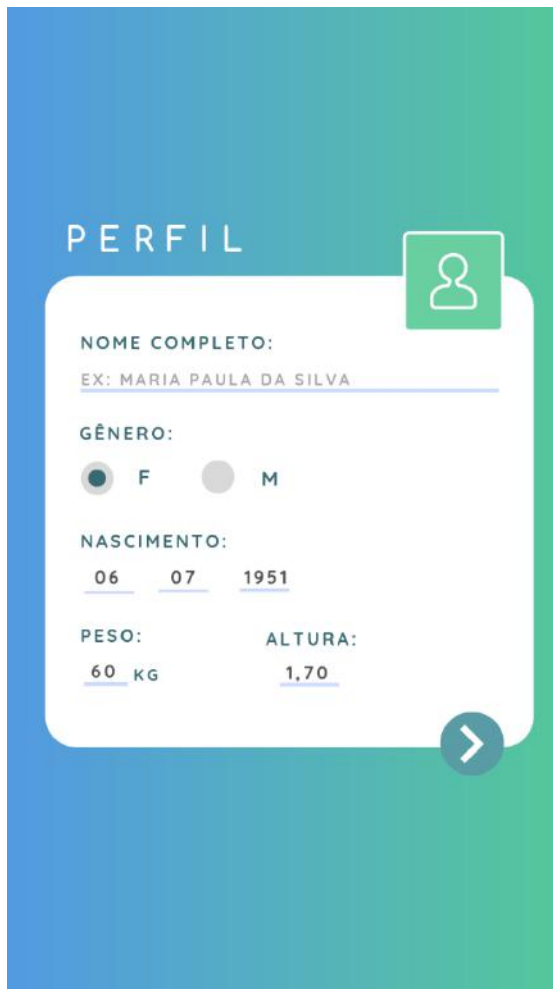 PERFIL
NOME COMPLETO:
EX: MARIA PAULA DA SILVA
GÊNERO:
F M
NASCIMENTO:
06 07 1951
PESO: ALTURA:
60 KG 1,70